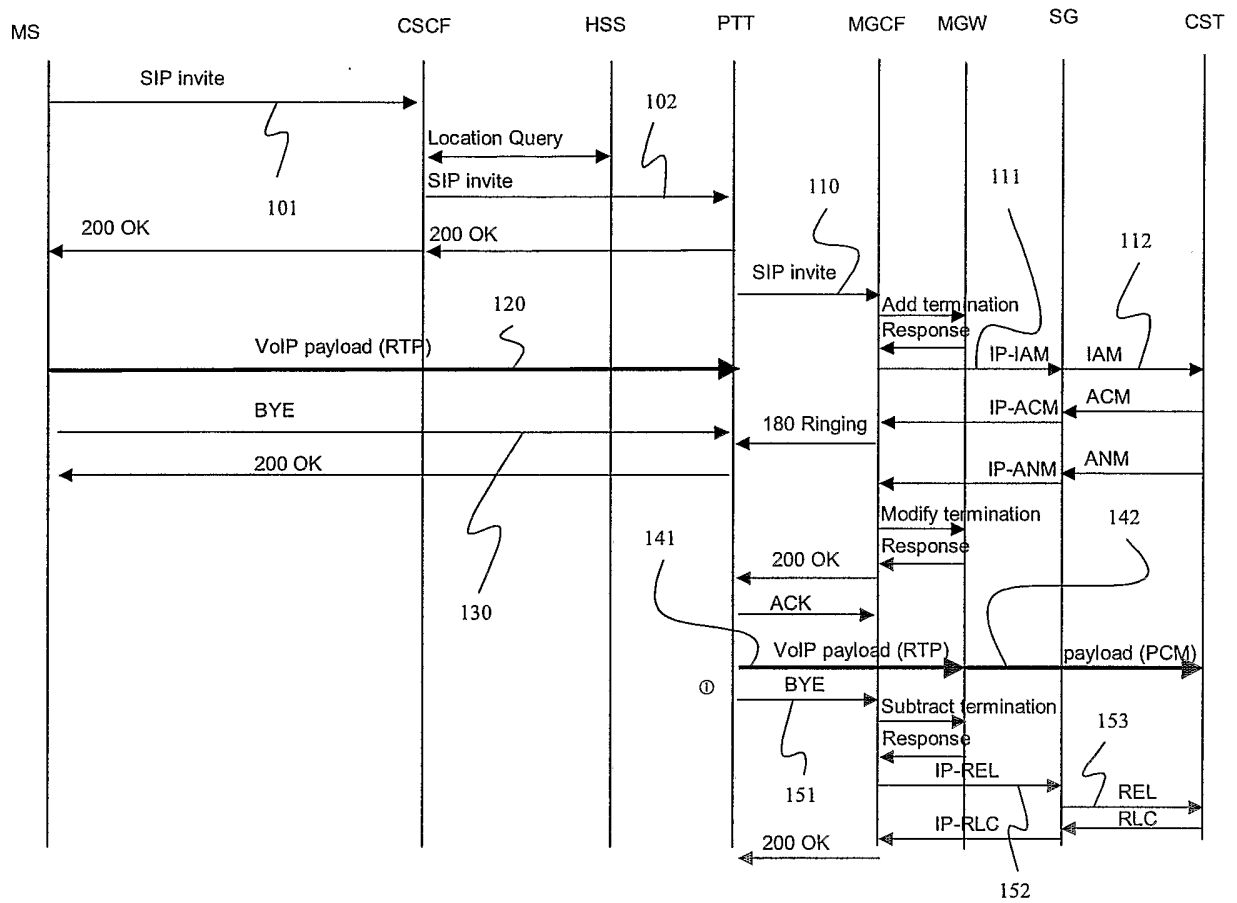 MS
CSCF
HSS
PTT
MGCF
MGW
SG
CST
SIP invite
101
Location Query
102
SIP invite
200 OK
200 OK
110
SIP invite
111
112
Add termination
Response
120
VoIP payload (RTP)
IP-IAM
IAM
BYE
130
180 Ringing
IP-ACM
ACM
200 OK
IP-ANM
ANM
Modify termination
Response
141
142
200 OK
ACK
VoIP payload (RTP)
payload (PCM)
①
BYE
151
Subtract termination
Response
153
IP-REL
REL
IP-RLC
RLC
200 OK
152